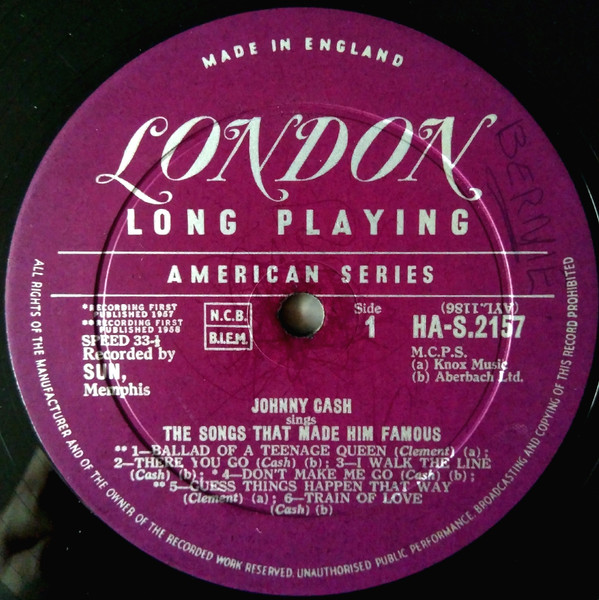 MADE IN ENGLAND
LONDON
LONG PLAYING
AMERICAN SERIES
*RECORDING FIRST
PUBLISHED 1957
**RECORDING FIRST
PUBLISHED 1958
SPEED 33-⅓
Recorded by
SUN,
Memphis
N.C.B.
B.I.E.M.
Side
1
(AYL.1186)
HA-S.2157
M.C.P.S.
(a) Knox Music
(b) Aberbach Ltd.
JOHNNY CASH
sings
THE SONGS THAT MADE HIM FAMOUS
** 1—BALLAD OF A TEENAGE QUEEN (Clement) (a) ;
2—THERE YOU GO (Cash) (b) ; 3—I WALK THE LINE
(Cash) (b) ; * 4—DON'T MAKE ME GO (Cash) (b) ;
** 5—GUESS THINGS HAPPEN THAT WAY
(Clement) (a) ; 6—TRAIN OF LOVE
(Cash) (b)
ALL RIGHTS OF THE MANUFACTURER AND OF THE OWNER OF THE RECORDED WORK RESERVED. UNAUTHORISED PUBLIC PERFORMANCE, BROADCASTING AND COPYING OF THIS RECORD PROHIBITED
BERNE